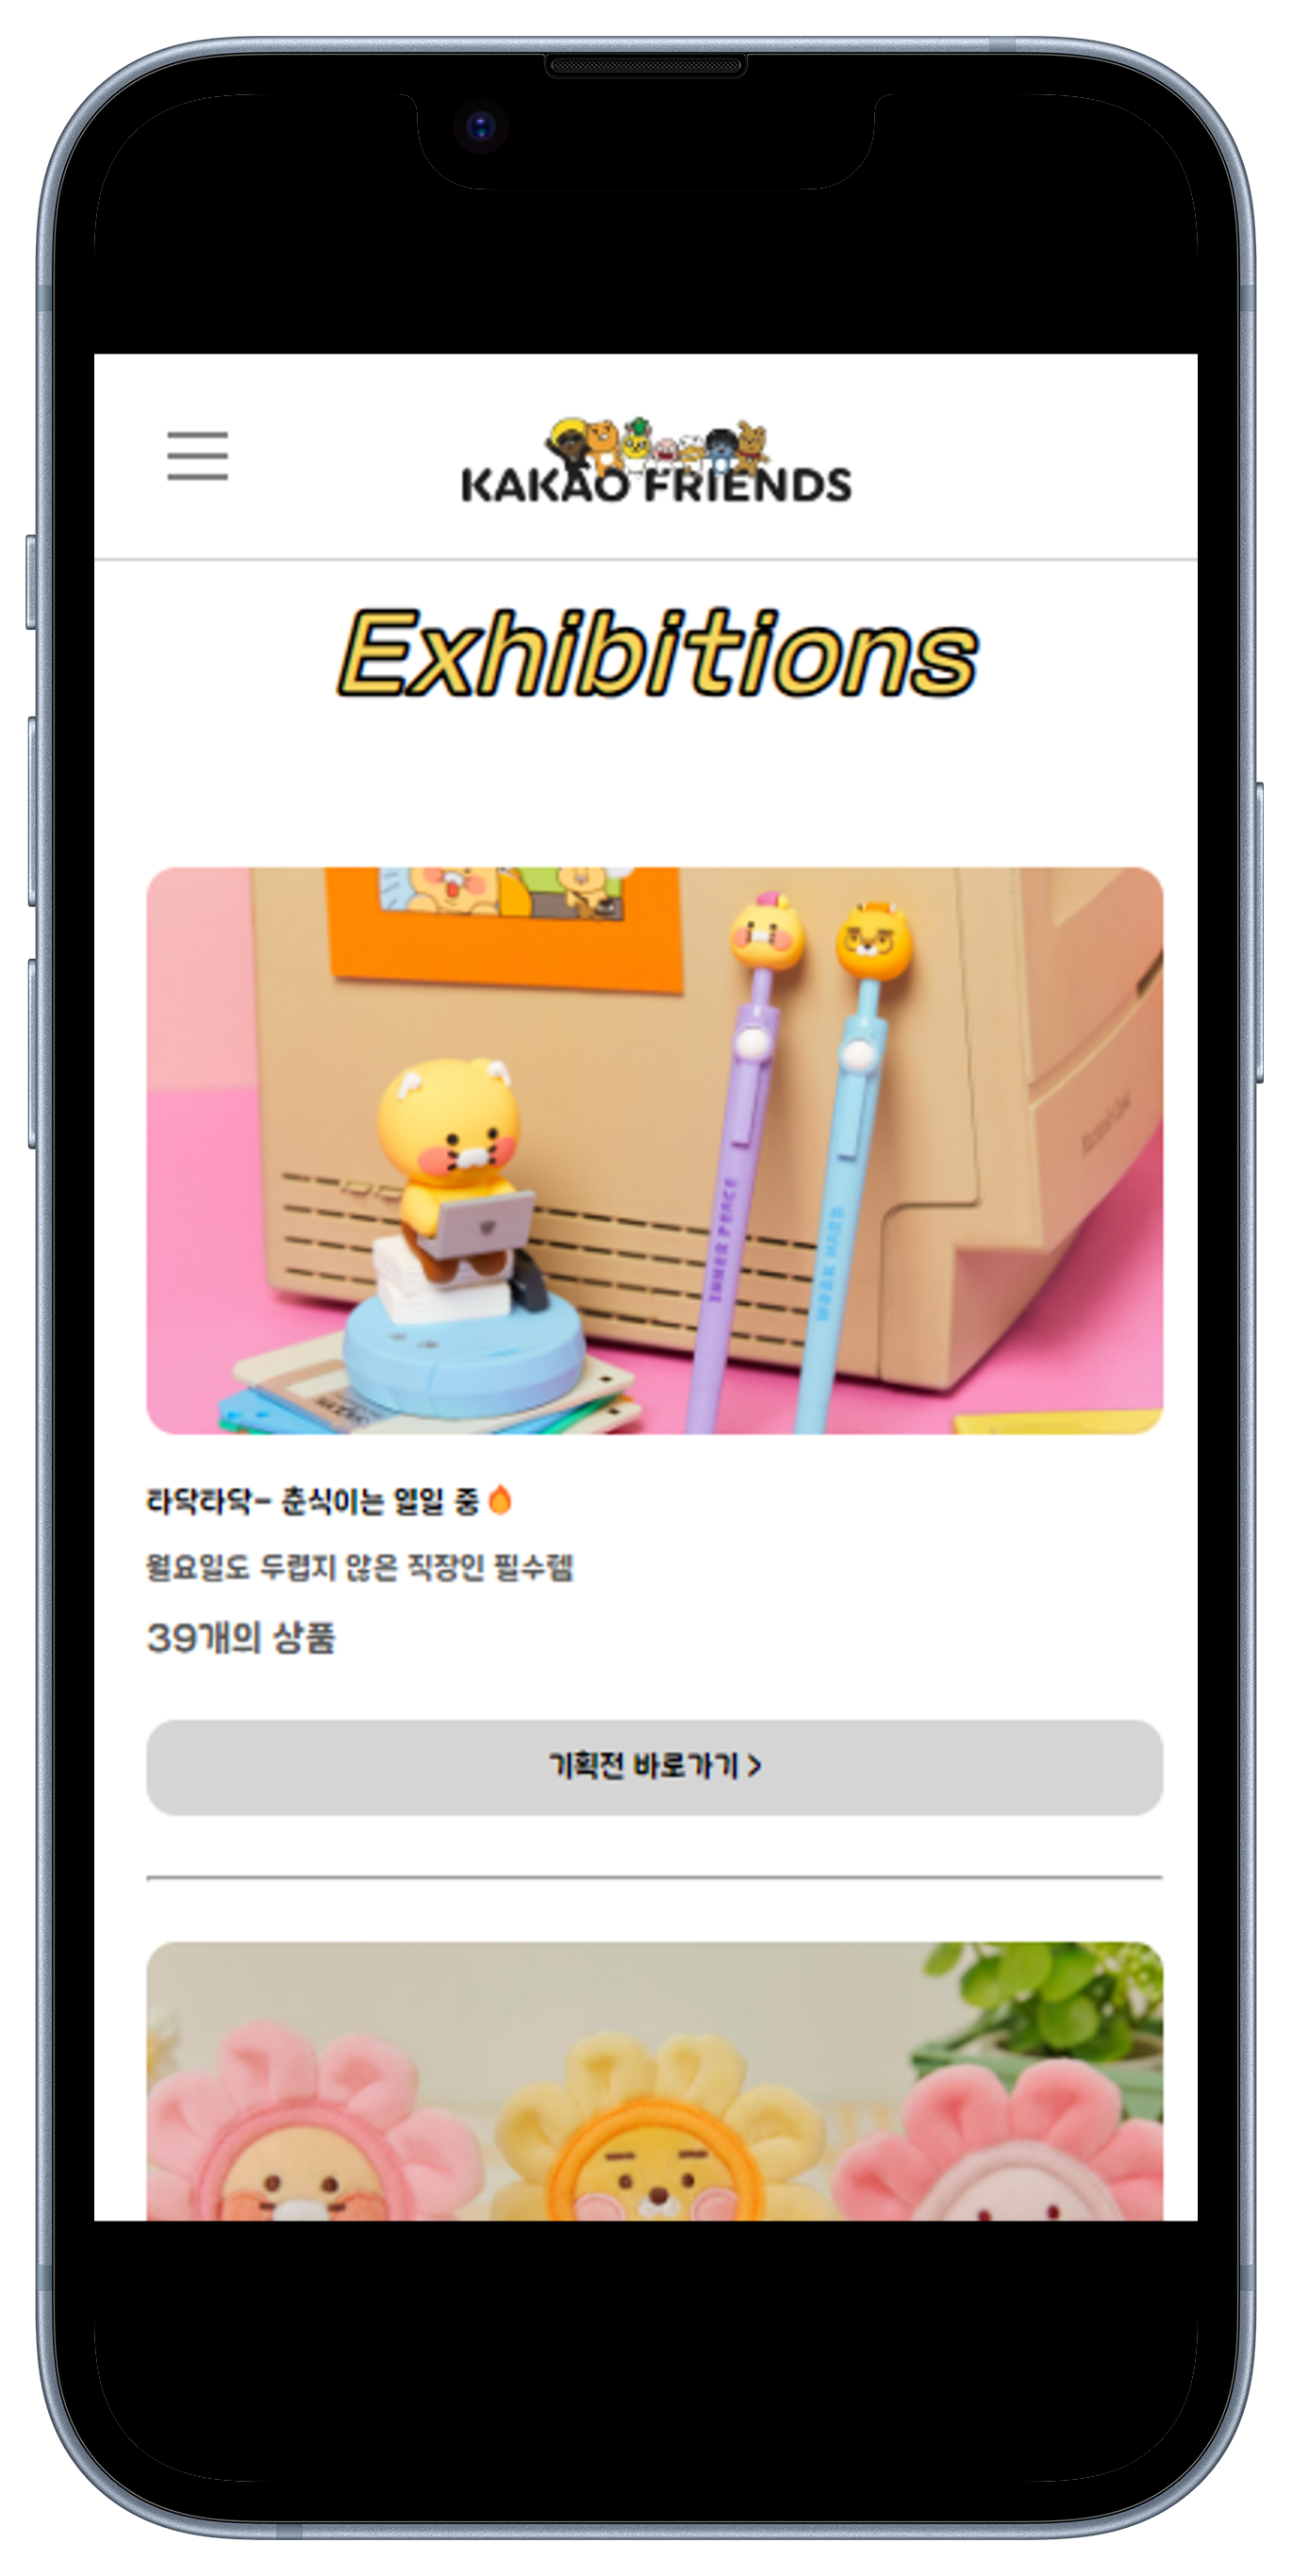 KAKAO FRIENDS
Exhibitions
INNER PEACE
WORK HARD
라닥라닥- 춘식이는 열일 중
월요일도 두렵지 않은 직장인 필수템
39개의 상품
기획전 바로가기 >